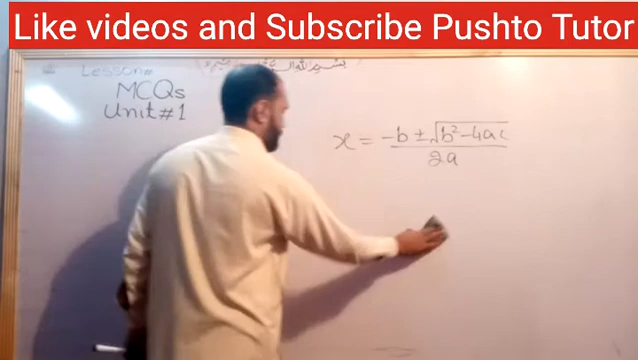 Like videos and Subscribe Pushto Tutor
Lesson#
MCQs
Unit#1
x = -b ± √b² - 4ac
2a